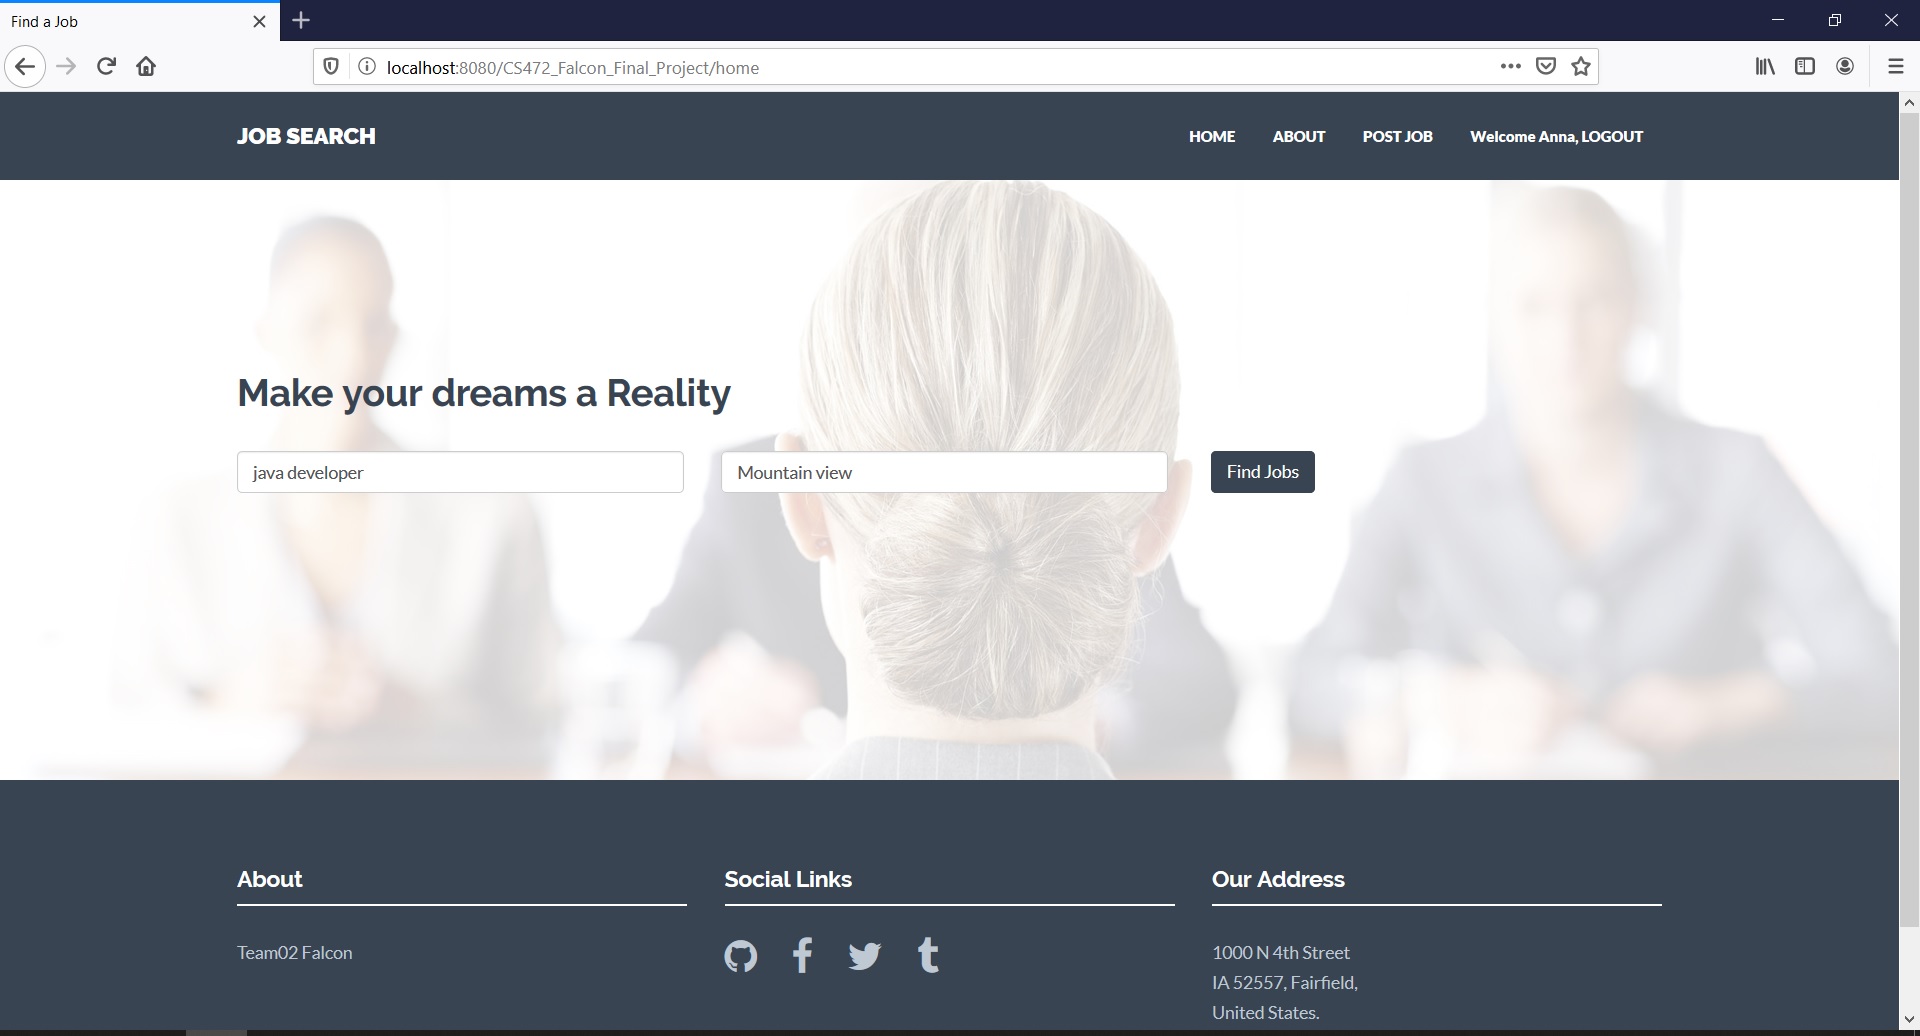 Find a Job
localhost:8080/CS472_Falcon_Final_Project/home
JOB SEARCH
HOME
ABOUT
POST JOB
Welcome Anna, LOGOUT
Make your dreams a Reality
java developer
Mountain view
Find Jobs
About
Team02 Falcon
Social Links
Our Address
1000 N 4th Street
IA 52557, Fairfield,
United States.